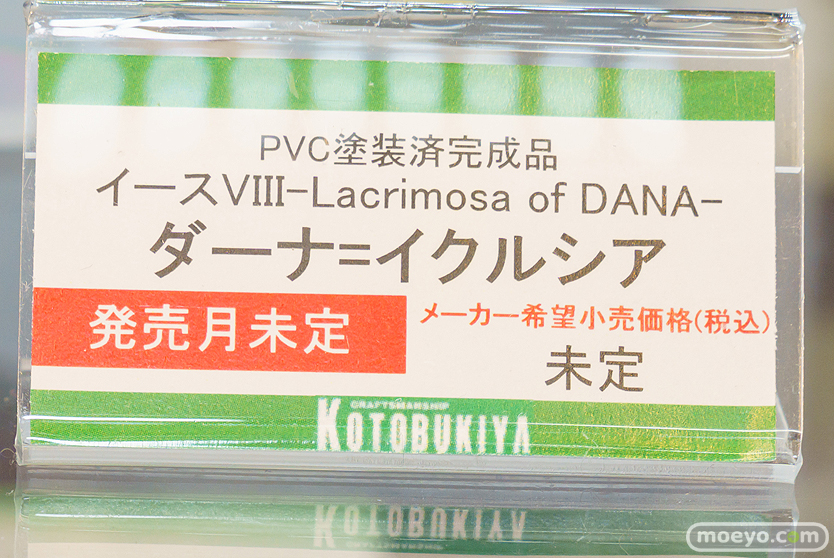 PVC塗装済完成品
イースVIII-Lacrimosa of DANA-
ダーナ=イクルシア
発売月未定
メーカー希望小売価格(税込)
未定
CRAFTSMANSHIP
KOTOBUKIYA
moeyo.com